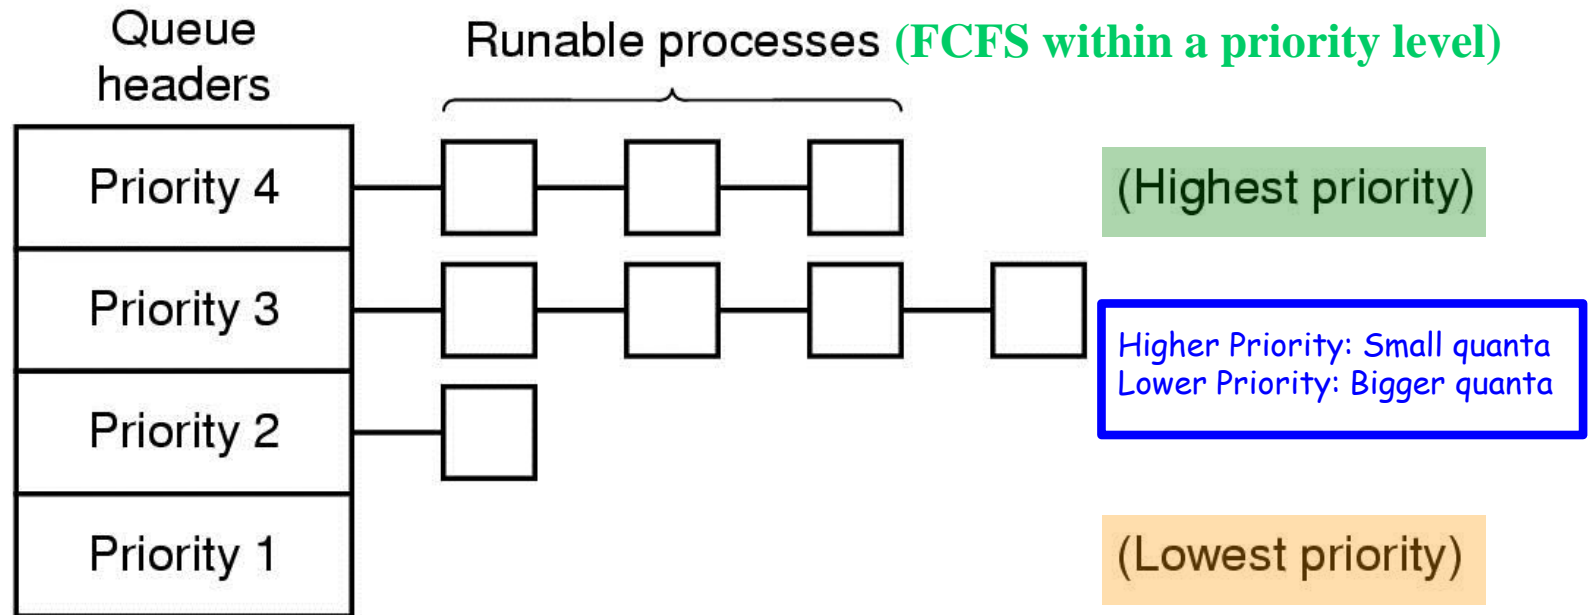 Queue
headers
Runable processes (FCFS within a priority level)
Priority 4
(Highest priority)
Priority 3
Higher Priority: Small quanta
Lower Priority: Bigger quanta
Priority 2
Priority 1
(Lowest priority)